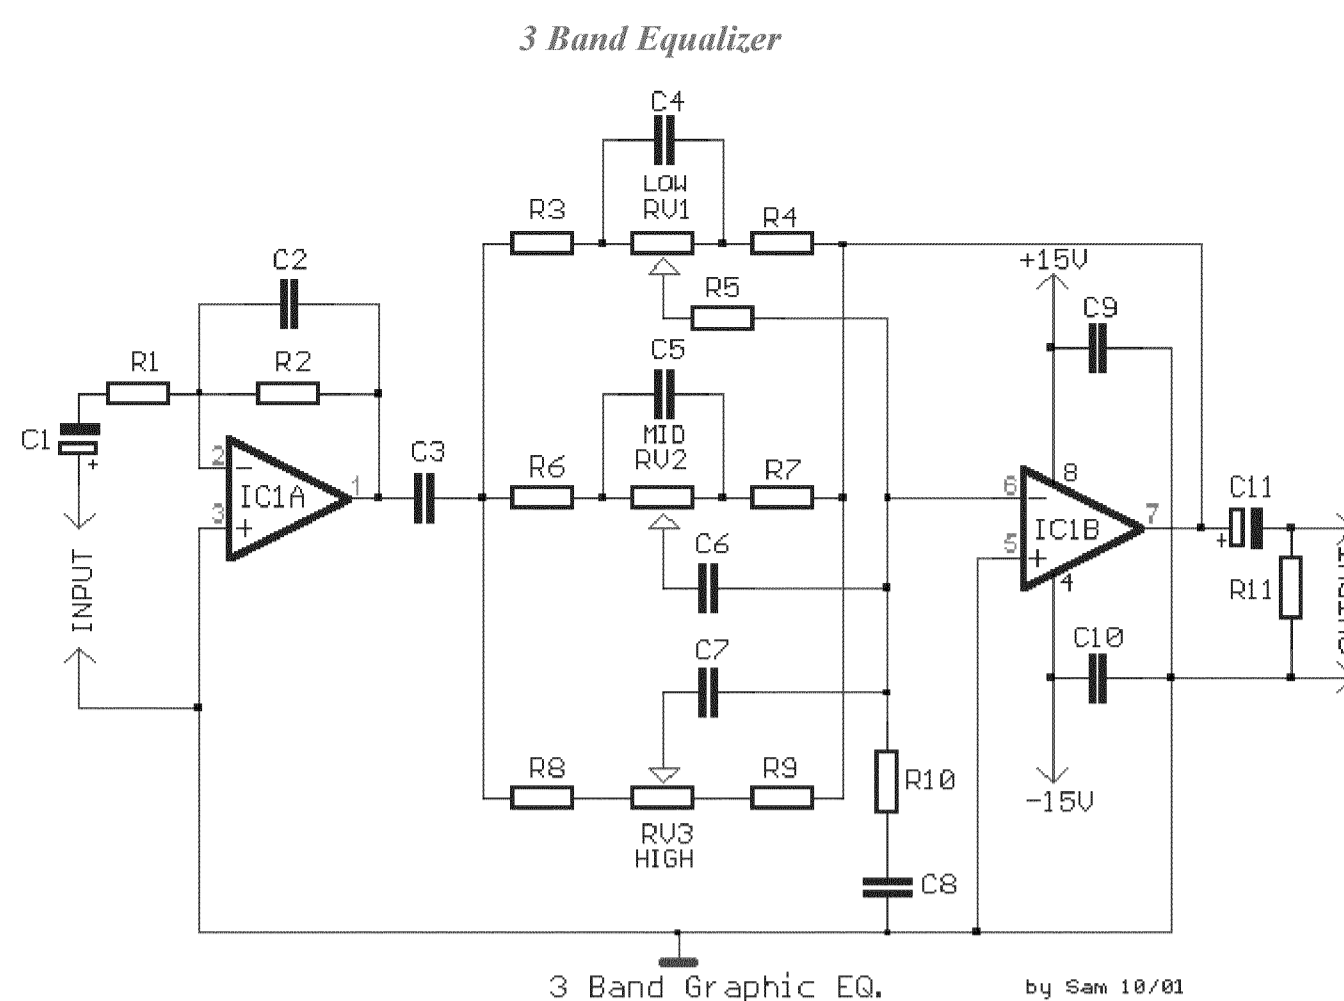 3 Band Equalizer
C4
LOW
RV1
R3
R4
+15V
C2
R5
C9
R1
R2
C5
MID
RV2
C1
+
C3
R6
R7
2
-
IC1A
1
3
+
8
6
-
IC1B
7
5
+
4
C11
+
C6
R11
INPUT
C7
C10
R8
R9
R10
-15V
RV3
HIGH
C8
3 Band Graphic EQ.
by Sam 10/01